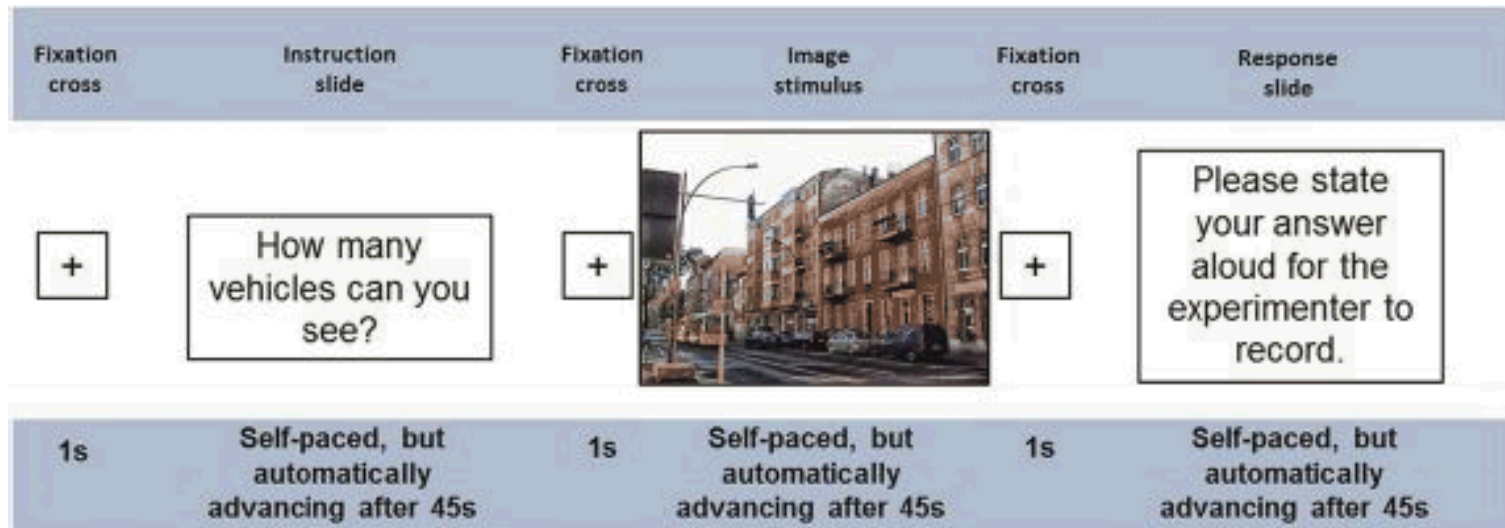 Fixation
cross
Instruction
slide
Fixation
cross
Image
stimulus
Fixation
cross
Response
slide
+
How many
vehicles can you
see?
+
+
Please state
your answer
aloud for the
experimenter to
record.
1s
Self-paced, but
automatically
advancing after 45s
1s
Self-paced, but
automatically
advancing after 45s
1s
Self-paced, but
automatically
advancing after 45s